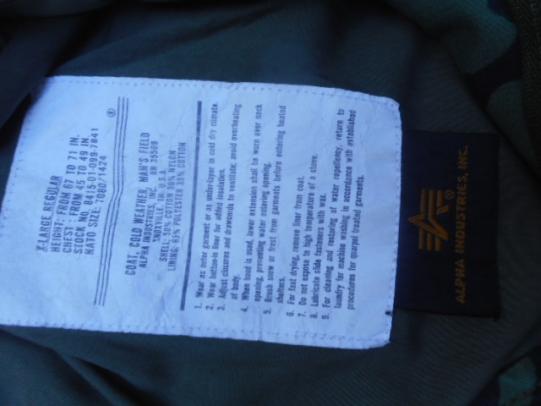 X-LARGE REGULAR
HEIGHT: FROM 67 TO 71 IN.
CHEST: FROM 45 TO 49 IN.
STOCK NO. 8415-01-099-7841
NATO SIZE: 7080/1424
COAT, COLD WEATHER, MAN'S FIELD
ALPHA INDUSTRIES, INC.
KNOXVILLE, TN. U.S.A.
SHELL: 50% COTTON 50% NYLON
LINING: 65% POLYESTER 35% COTTON
1. Wear as outer garment or as under-layer in cold dry climate.
2. Wear button-in liner for added insulation.
3. Adjust closures and drawcords to ventilate, avoid overheating
of body.
4. When hood is used, lower extension shall be worn over neck
opening, preventing water entering opening.
5. Brush snow or frost from garments before entering heated
shelters.
6. For fast drying, remove liner from coat.
7. Do not expose to high temperature of a stove.
8. Lubricate slide fasteners with wax.
9. For cleaning and restoring of water repellency, return to
laundry for machine washing in accordance with established
procedures for quarpel treated garments.
ALPHA INDUSTRIES, INC.